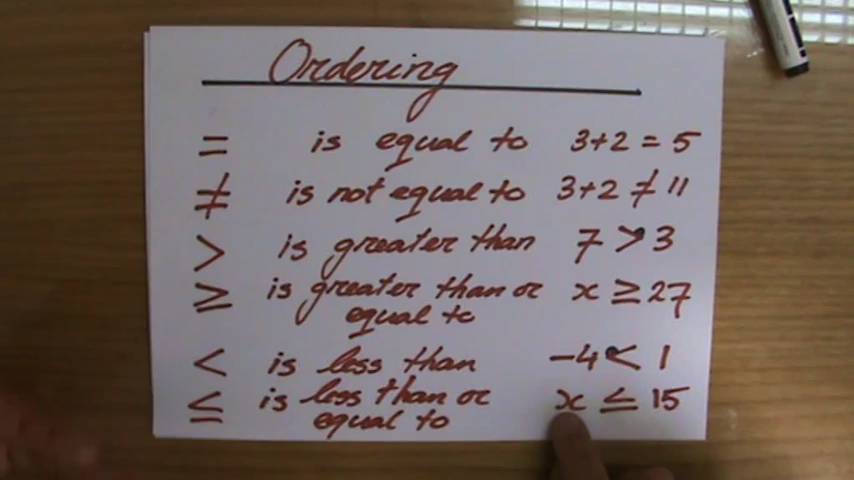 Ordering
= is equal to 3+2 = 5
≠ is not equal to 3+2 ≠ 11
> is greater than 7 > 3
≥ is greater than or x ≥ 27
equal to
< is less than -4 < 1
≤ is less than or x ≤ 15
equal to